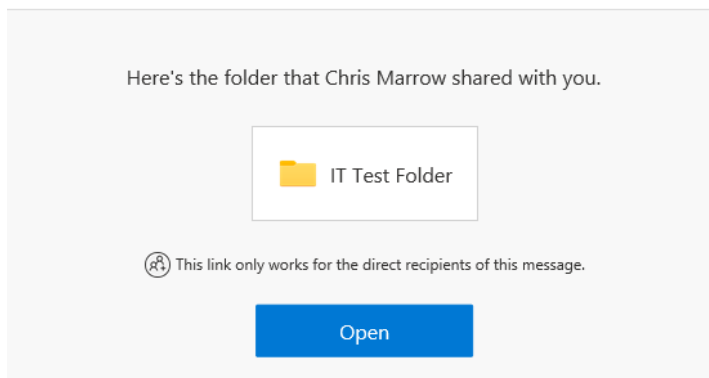 Here's the folder that Chris Marrow shared with you.
IT Test Folder
This link only works for the direct recipients of this message.
Open